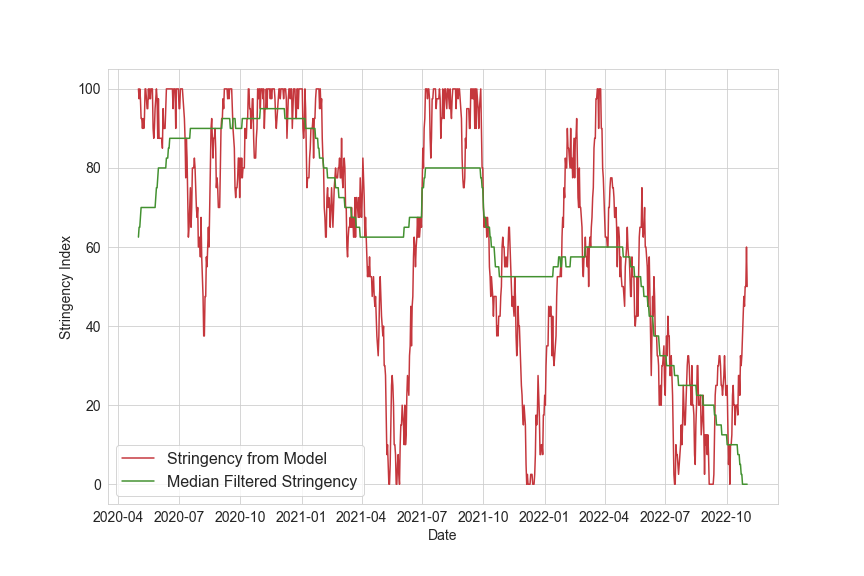 100
80
60
40
20
0
Stringency Index
Stringency from Model
Median Filtered Stringency
2020-04 2020-07 2020-10 2021-01 2021-04 2021-07 2021-10 2022-01 2022-04 2022-07 2022-10
Date